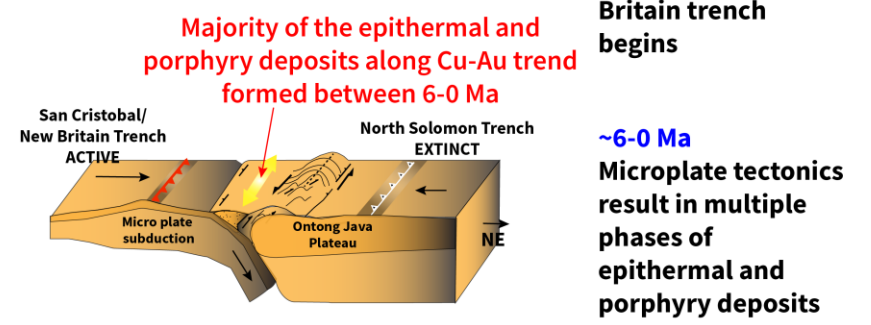 Majority of the epithermal and
porphyry deposits along Cu-Au trend
formed between 6-0 Ma
San Cristobal/
New Britain Trench
ACTIVE
North Solomon Trench
EXTINCT
Micro plate
subduction
Ontong Java
Plateau
NE
Britain trench
begins
~6-0 Ma
Microplate tectonics
result in multiple
phases of
epithermal and
porphyry deposits